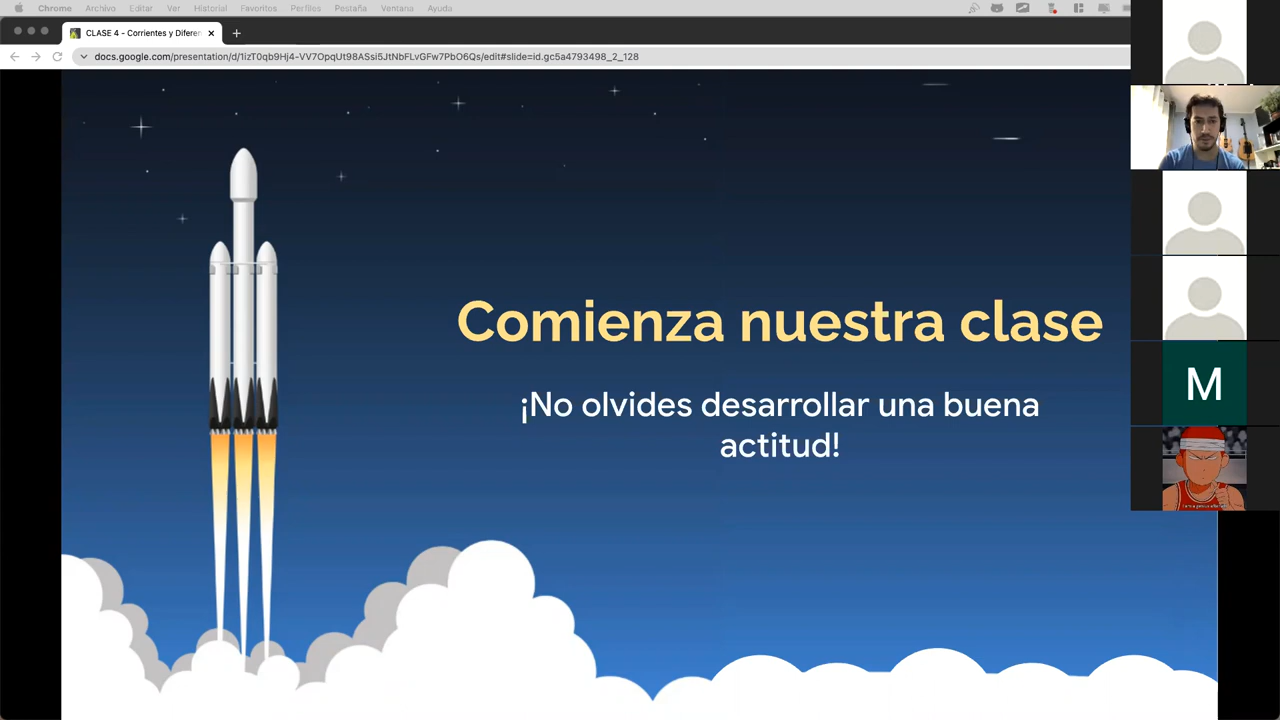 Chrome Archivo Editar Ver Historial Favoritos Perfiles Pestaña Ventana Ayuda
CLASE 4 - Corrientes y Diferen
docs.google.com/presentation/d/1izT0qb9Hj4-VV7OpqUt98ASsi5JtNbFLvGFw7PbO6Qs/edit#slide=id.gc5a4793498_2_128
Comienza nuestra clase
¡No olvides desarrollar una buena
actitud!
M